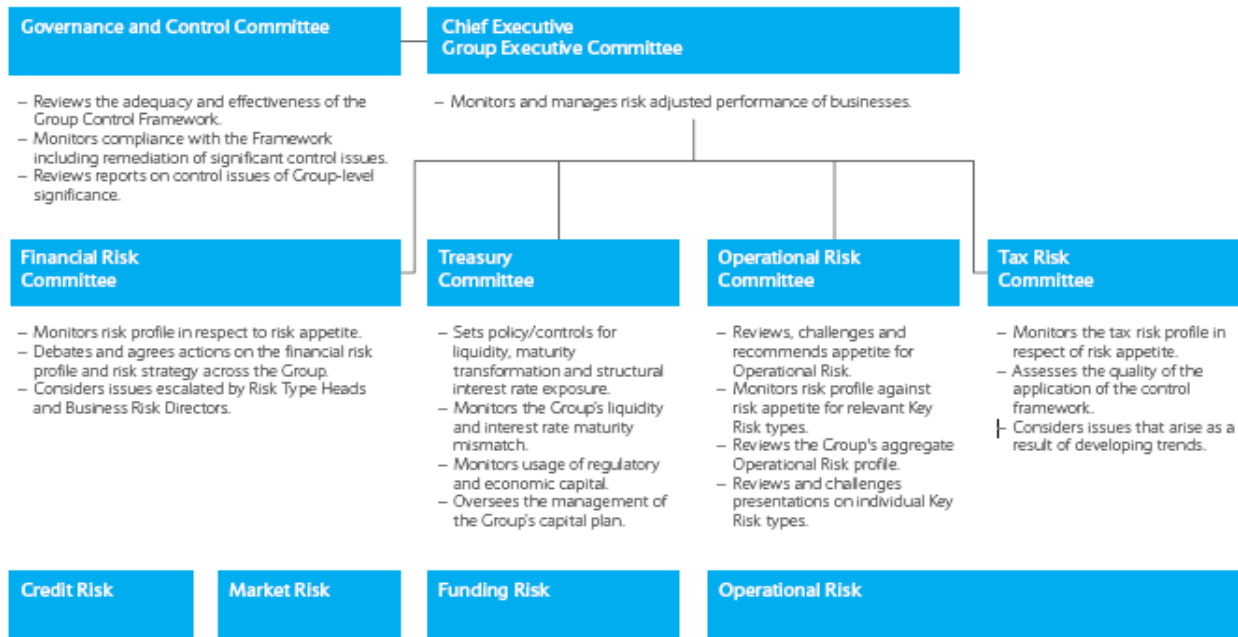 Governance and Control Committee
Chief Executive
Group Executive Committee
– Reviews the adequacy and effectiveness of the
Group Control Framework.
– Monitors compliance with the Framework
including remediation of significant control issues.
– Reviews reports on control issues of Group-level
significance.
– Monitors and manages risk adjusted performance of businesses.
Financial Risk
Committee
– Monitors risk profile in respect to risk appetite.
– Debates and agrees actions on the financial risk
profile and risk strategy across the Group.
– Considers issues escalated by Risk Type Heads
and Business Risk Directors.
Treasury
Committee
– Sets policy/controls for
liquidity, maturity
transformation and structural
interest rate exposure.
– Monitors the Group's liquidity
and interest rate maturity
mismatch.
– Monitors usage of regulatory
and economic capital.
– Oversees the management of
the Group's capital plan.
Operational Risk
Committee
– Reviews, challenges and
recommends appetite for
Operational Risk.
– Monitors risk profile against
risk appetite for relevant Key
Risk types.
– Reviews the Group's aggregate
Operational Risk profile.
– Reviews and challenges
presentations on individual Key
Risk types.
Tax Risk
Committee
– Monitors the tax risk profile in
respect of risk appetite.
– Assesses the quality of the
application of the control
framework.
– Considers issues that arise as a
result of developing trends.
Credit Risk
Market Risk
Funding Risk
Operational Risk